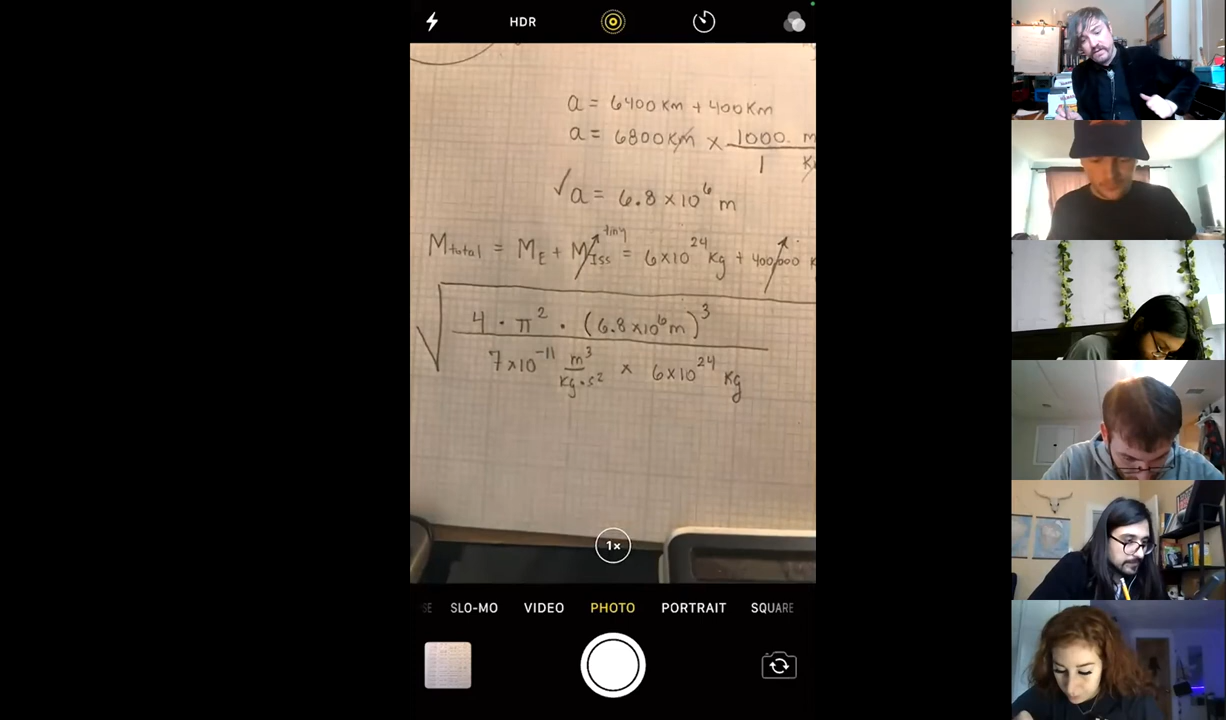 HDR
a = 6400 Km + 400 Km
a = 6800 Km × 1000. m / 1 K
✓ a = 6.8 × 10⁶ m
M total = M_E + M_Iss tiny = 6×10²⁴ Kg + 400,000 K
√ 4 · π² · (6.8×10⁶ m)³
7×10⁻¹¹ m³ / Kg·s² × 6×10²⁴ Kg
1×
SE SLO-MO VIDEO PHOTO PORTRAIT SQUARE